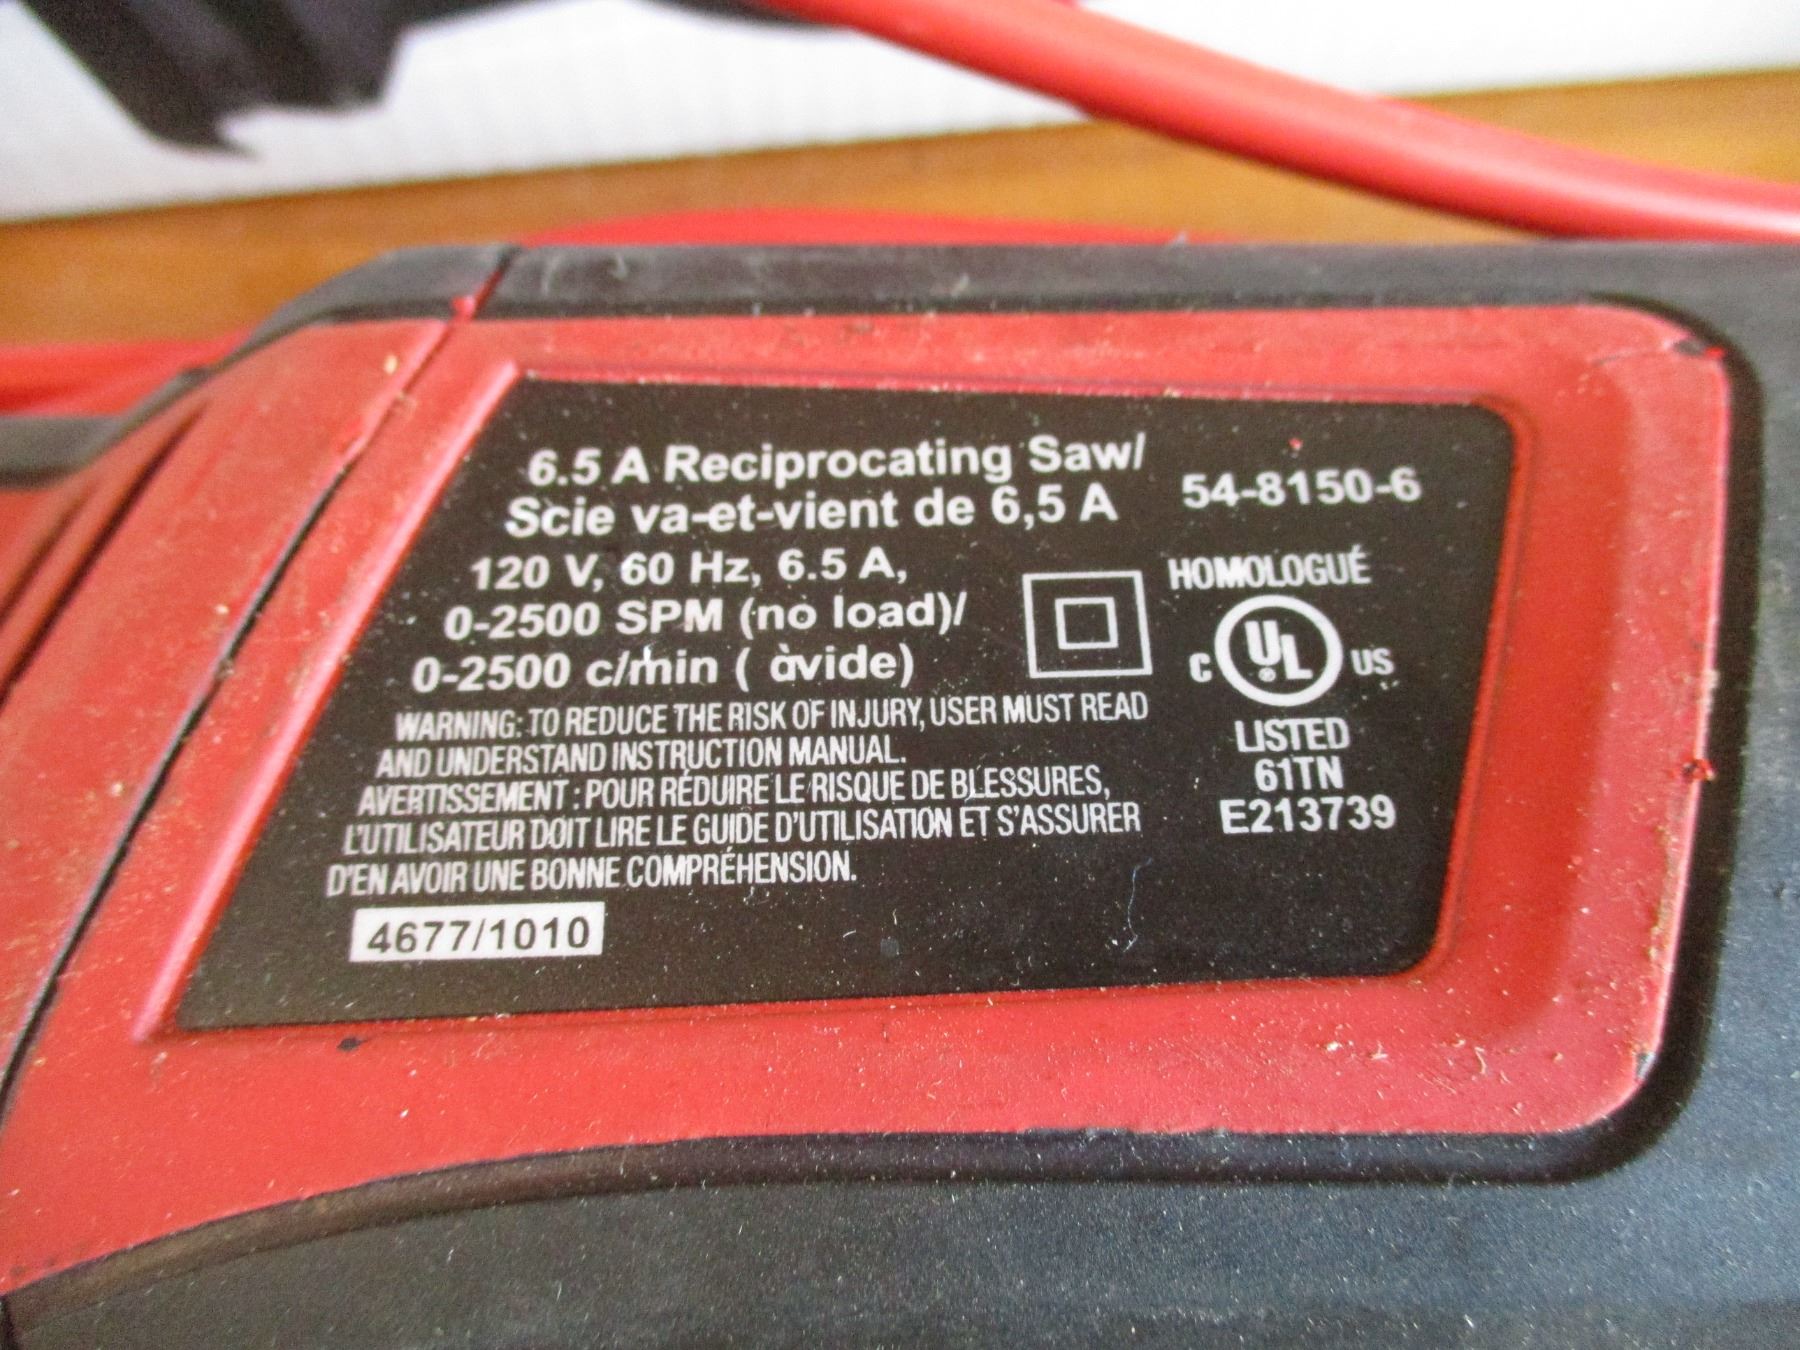 6.5 A Reciprocating Saw/
Scie va-et-vient de 6,5 A
54-8150-6
120 V, 60 Hz, 6.5 A,
0-2500 SPM (no load)/
0-2500 c/min ( àvide)
HOMOLOGUÉ
C UL ® US
LISTED
61TN
E213739
WARNING: TO REDUCE THE RISK OF INJURY, USER MUST READ
AND UNDERSTAND INSTRUCTION MANUAL.
AVERTISSEMENT : POUR RÉDUIRE LE RISQUE DE BLESSURES,
L'UTILISATEUR DOIT LIRE LE GUIDE D'UTILISATION ET S'ASSURER
D'EN AVOIR UNE BONNE COMPRÉHENSION.
4677/1010